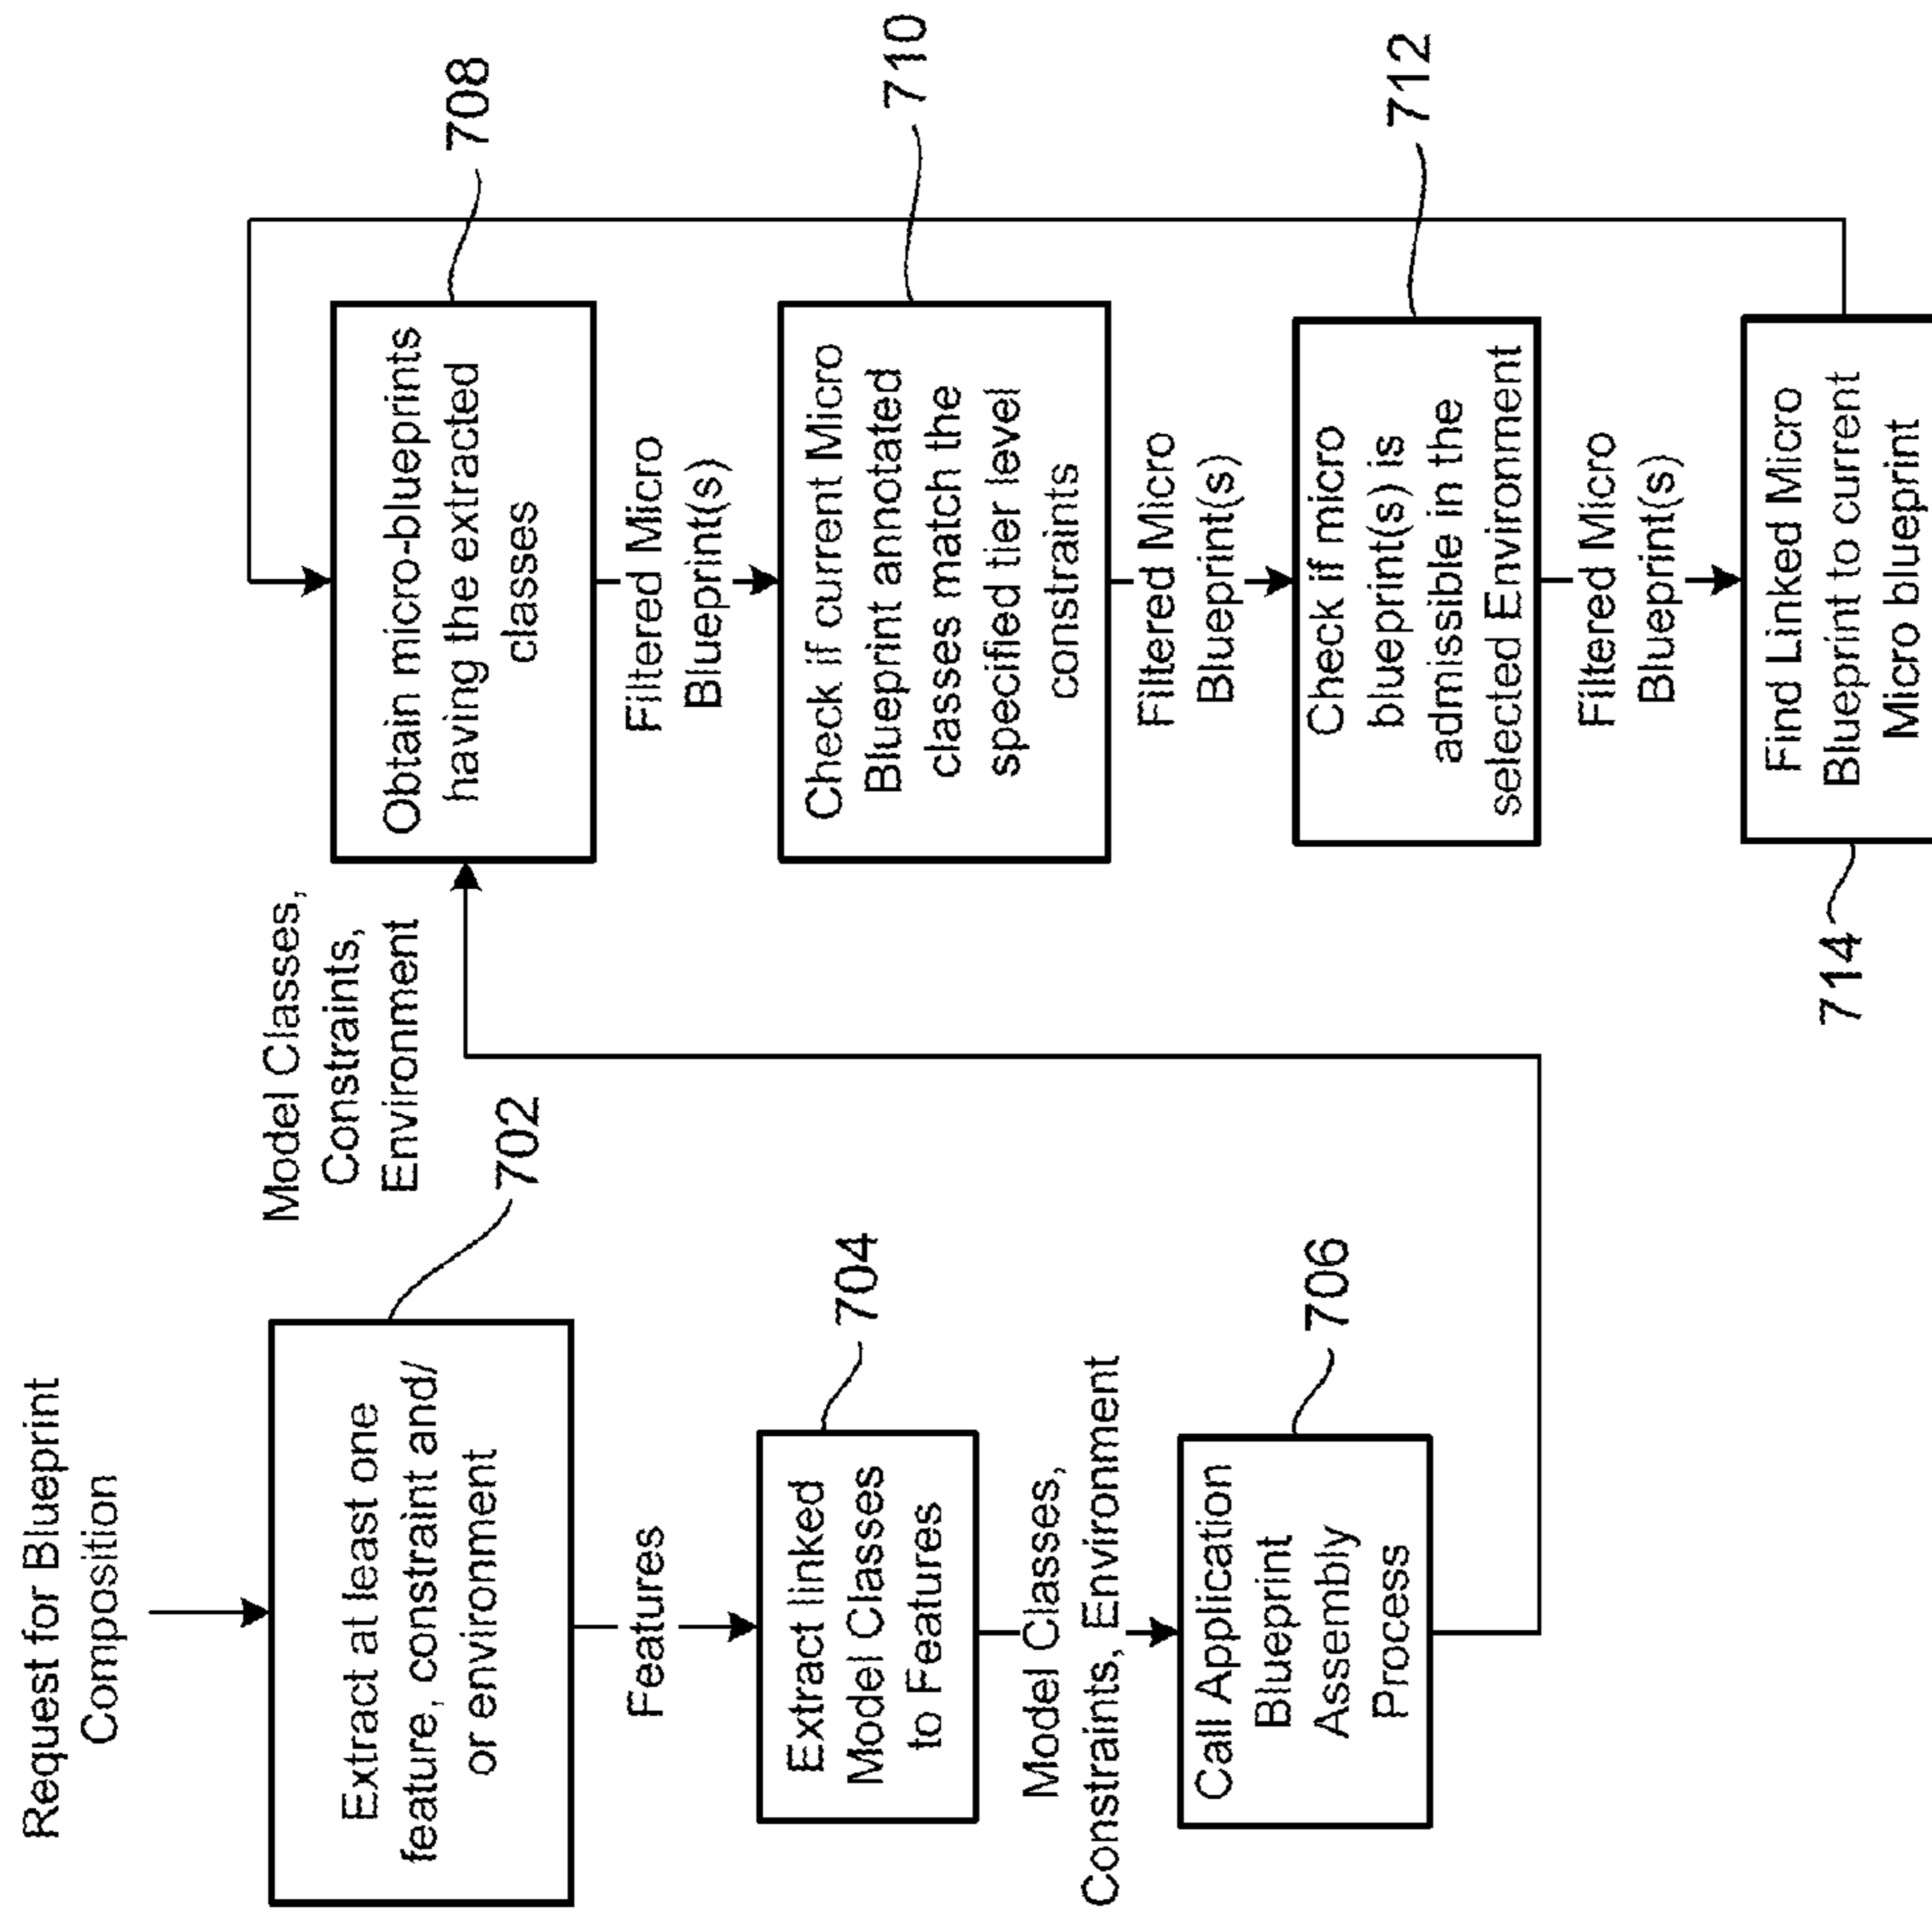 Request for Blueprint
Composition
Extract at least one
feature, constraint and/
or environment
702
Features
Extract linked
Model Classes
to Features
704
Model Classes,
Constraints, Environment
Call Application
Blueprint
Assembly
Process
706
Model Classes,
Constraints,
Environment
Obtain micro-blueprints
having the extracted
classes
708
Filtered Micro
Blueprint(s)
Check if current Micro
Blueprint annotated
classes match the
specified tier level
constraints
710
Filtered Micro
Blueprint(s)
Check if micro
blueprint(s) is
admissible in the
selected Environment
712
Filtered Micro
Blueprint(s)
Find Linked Micro
Blueprint to current
Micro blueprint
714